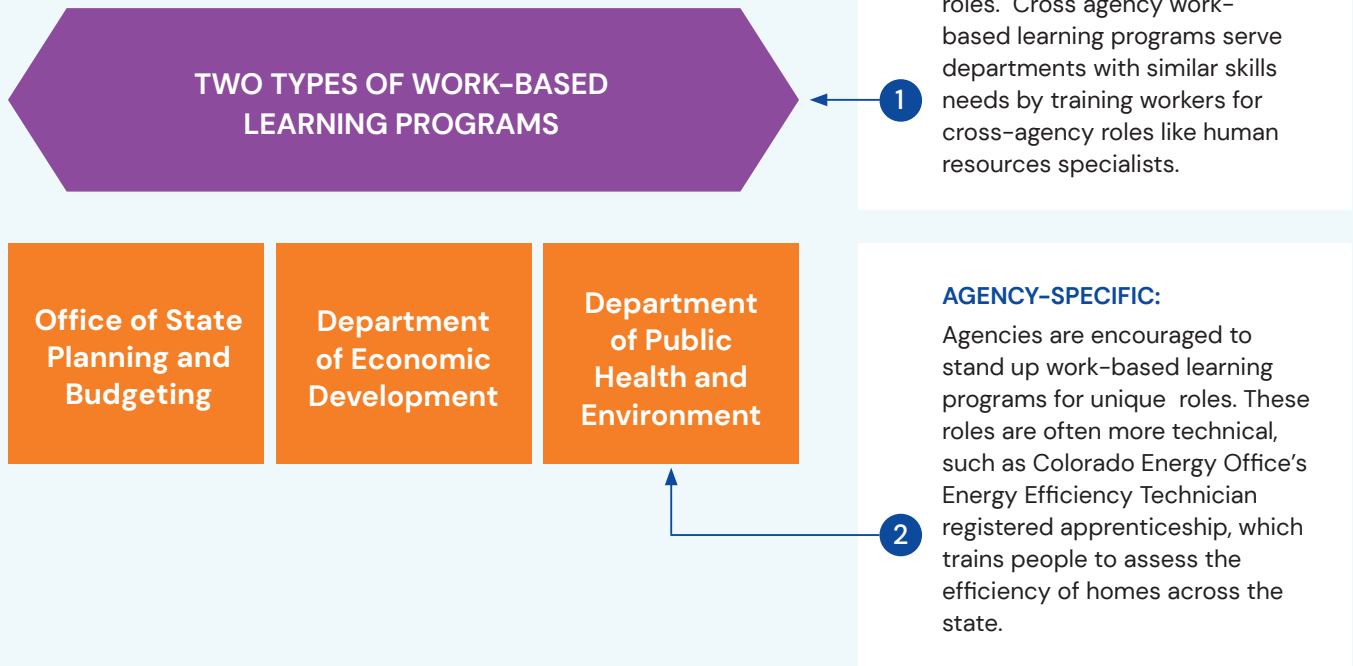 TWO TYPES OF WORK-BASED
LEARNING PROGRAMS
roles. Cross agency work-
based learning programs serve
departments with similar skills
needs by training workers for
cross-agency roles like human
resources specialists.
1
Office of State
Planning and
Budgeting
Department
of Economic
Development
Department
of Public
Health and
Environment
AGENCY-SPECIFIC:
Agencies are encouraged to
stand up work-based learning
programs for unique roles. These
roles are often more technical,
such as Colorado Energy Office's
Energy Efficiency Technician
registered apprenticeship, which
trains people to assess the
efficiency of homes across the
state.
2